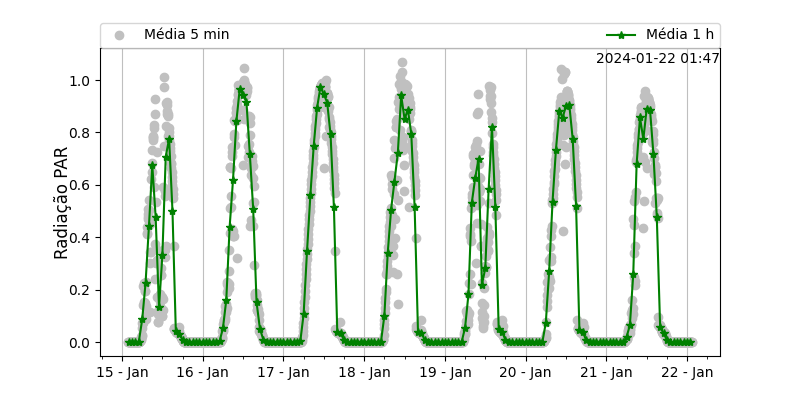 Média 5 min
Média 1 h
2024-01-22 01:47
Radiação PAR
1.0
0.8
0.6
0.4
0.2
0.0
15 - Jan
16 - Jan
17 - Jan
18 - Jan
19 - Jan
20 - Jan
21 - Jan
22 - Jan